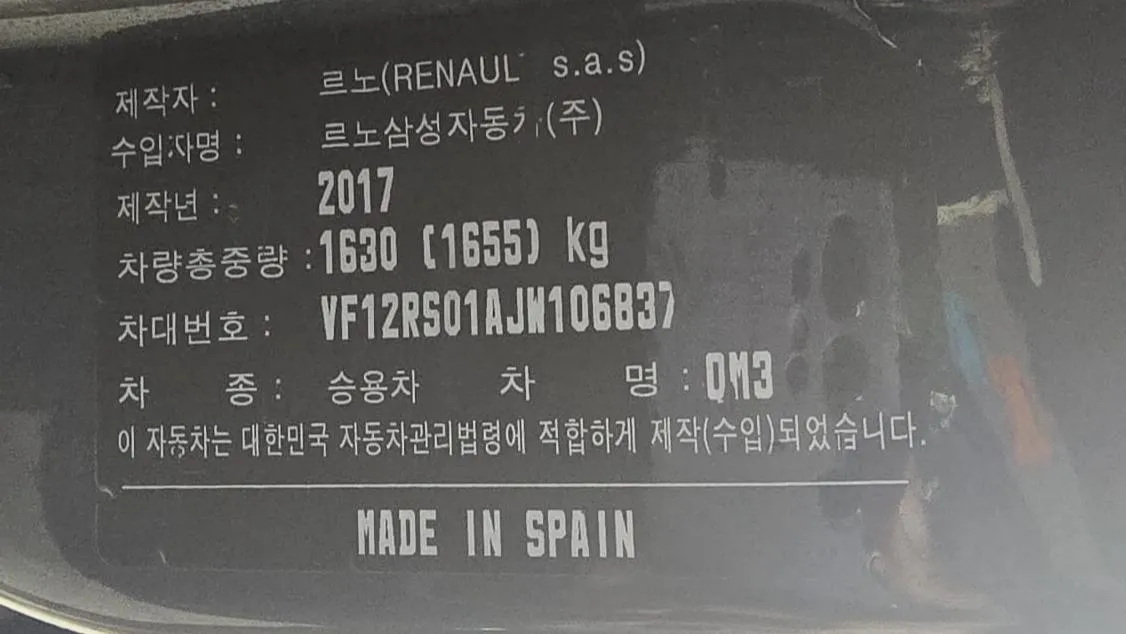 제작자 : 르노(RENAULT s.a.s)
수입자명 : 르노삼성자동차(주)
제작년 : 2017
차량총중량 : 1630 (1655) kg
차대번호 : VF12RS01AJW106837
차 종 : 승용차 차 명 : QM3
이 자동차는 대한민국 자동차관리법령에 적합하게 제작(수입)되었습니다.
MADE IN SPAIN